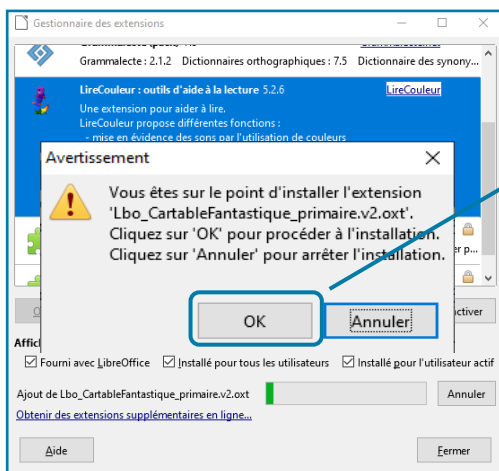 Gestionnaire des extensions
Grammalecte : 2.1.2 Dictionnaires orthographiques : 7.5 Dictionnaire des synony...
LireCouleur : outils d'aide à la lecture 5.2.6 LireCouleur
Une extension pour aider à lire.
LireCouleur propose différentes fonctions :
- mise en évidence des sons par l'utilisation de couleurs
Avertissement
Vous êtes sur le point d'installer l'extension
'Lbo_CartableFantastique_primaire.v2.oxt'.
Cliquez sur 'OK' pour procéder à l'installation.
Cliquez sur 'Annuler' pour arrêter l'installation.
er p...
OK Annuler
ctiver
Affic
Fourni avec LibreOffice Installé pour tous les utilisateurs Installé pour l'utilisateur actif
Ajout de Lbo_CartableFantastique_primaire.v2.oxt Annuler
Obtenir des extensions supplémentaires en ligne...
Aide Fermer